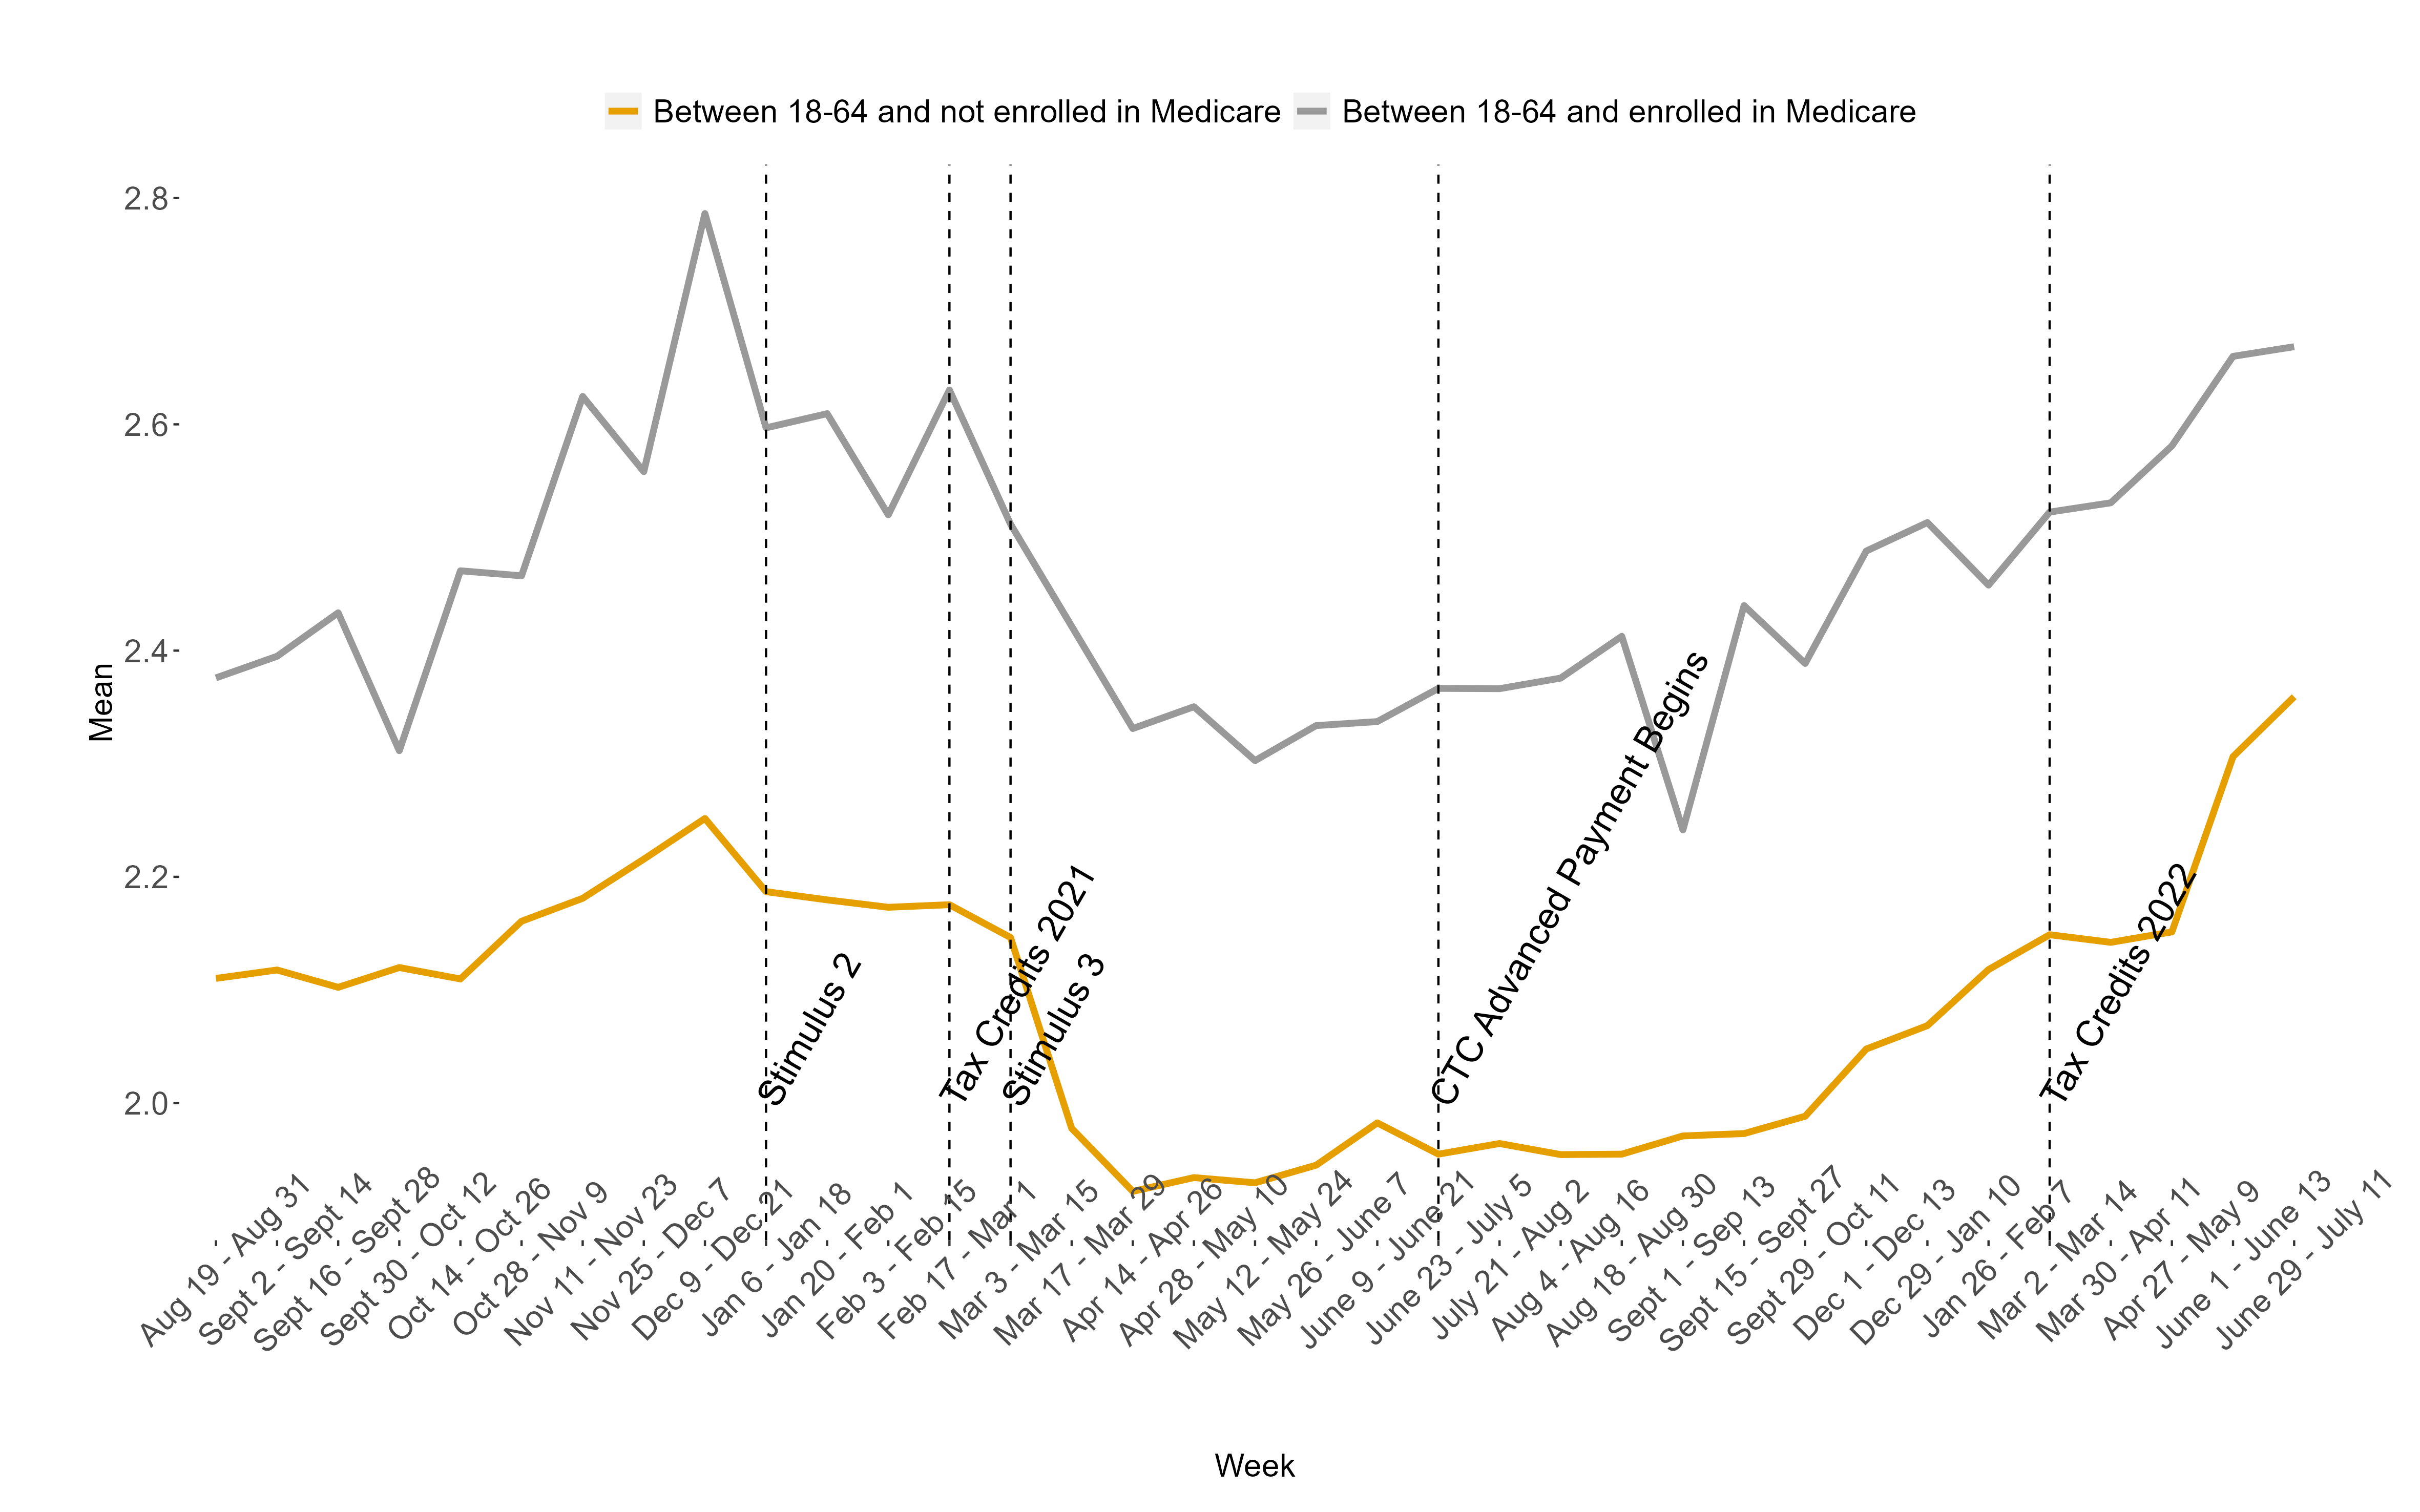 Between 18-64 and not enrolled in Medicare
Between 18-64 and enrolled in Medicare
2.8
2.6
2.4
2.2
2.0
Mean
Stimulus 2
Tax Credits 2021
Stimulus 3
CTC Advanced Payment Begins
Tax Credits 2022
Aug 19 - Aug 31
Sept 2 - Sept 14
Sept 16 - Sept 28
Sept 30 - Oct 12
Oct 14 - Oct 26
Oct 28 - Nov 9
Nov 11 - Nov 23
Nov 25 - Dec 7
Dec 9 - Dec 21
Jan 6 - Jan 18
Jan 20 - Feb 1
Feb 3 - Feb 15
Feb 17 - Mar 1
Mar 3 - Mar 15
Mar 17 - Mar 29
Apr 14 - Apr 26
Apr 28 - May 10
May 12 - May 24
May 26 - June 7
June 9 - June 21
June 23 - July 5
July 21 - Aug 2
Aug 4 - Aug 16
Aug 18 - Aug 30
Sept 1 - Sep 13
Sept 15 - Sept 27
Sept 29 - Oct 11
Dec 1 - Dec 13
Dec 29 - Jan 10
Jan 26 - Feb 7
Mar 2 - Mar 14
Mar 30 - Apr 11
Apr 27 - May 9
June 1 - June 13
June 29 - July 11
Week